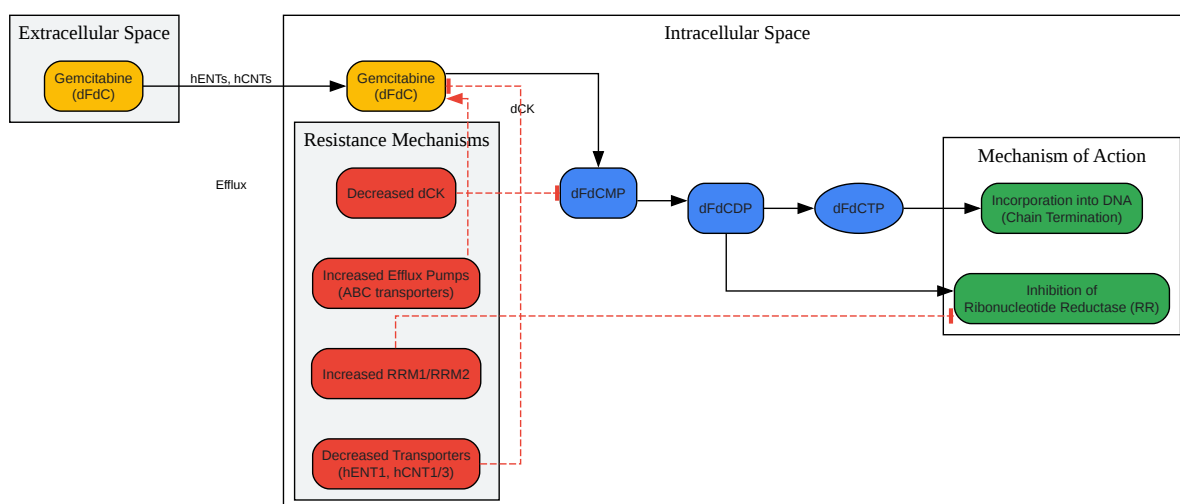 Extracellular Space
Gemcitabine
(dFdC)
hENTs, hCNTs
Intracellular Space
Gemcitabine
(dFdC)
dCK
Efflux
Resistance Mechanisms
Decreased dCK
Increased Efflux Pumps
(ABC transporters)
Increased RRM1/RRM2
Decreased Transporters
(hENT1, hCNT1/3)
dFdCMP
dFdCDP
dFdCTP
Mechanism of Action
Incorporation into DNA
(Chain Termination)
Inhibition of
Ribonucleotide Reductase (RR)